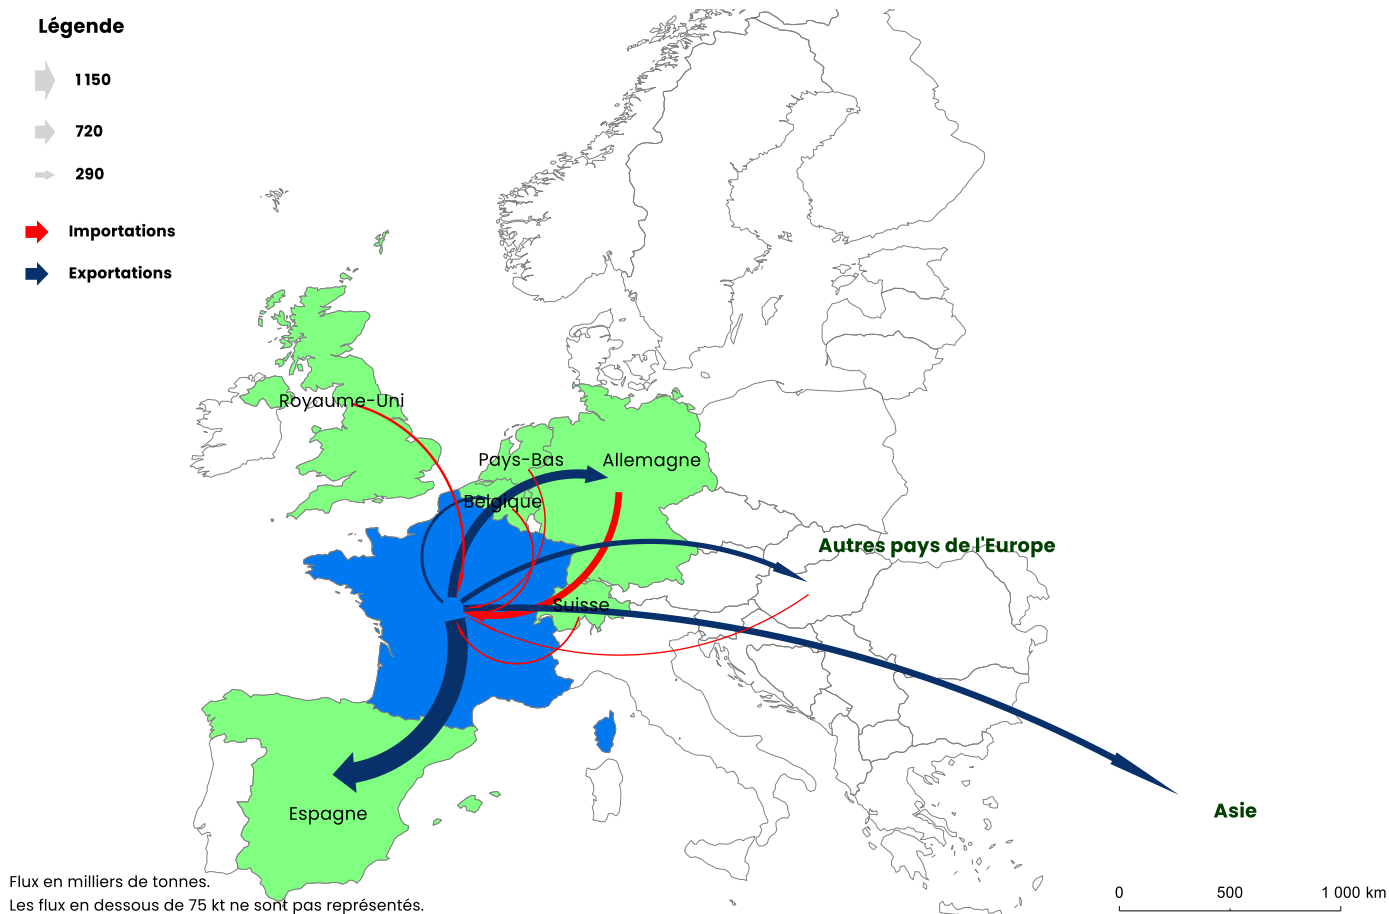 Légende
1 150
720
290
Importations
Exportations
Royaume-Uni
Pays-Bas
Allemagne
Belgique
Autres pays de l'Europe
Suisse
Espagne
Asie
Flux en milliers de tonnes.
Les flux en dessous de 75 kt ne sont pas représentés.
0 500 1 000 km